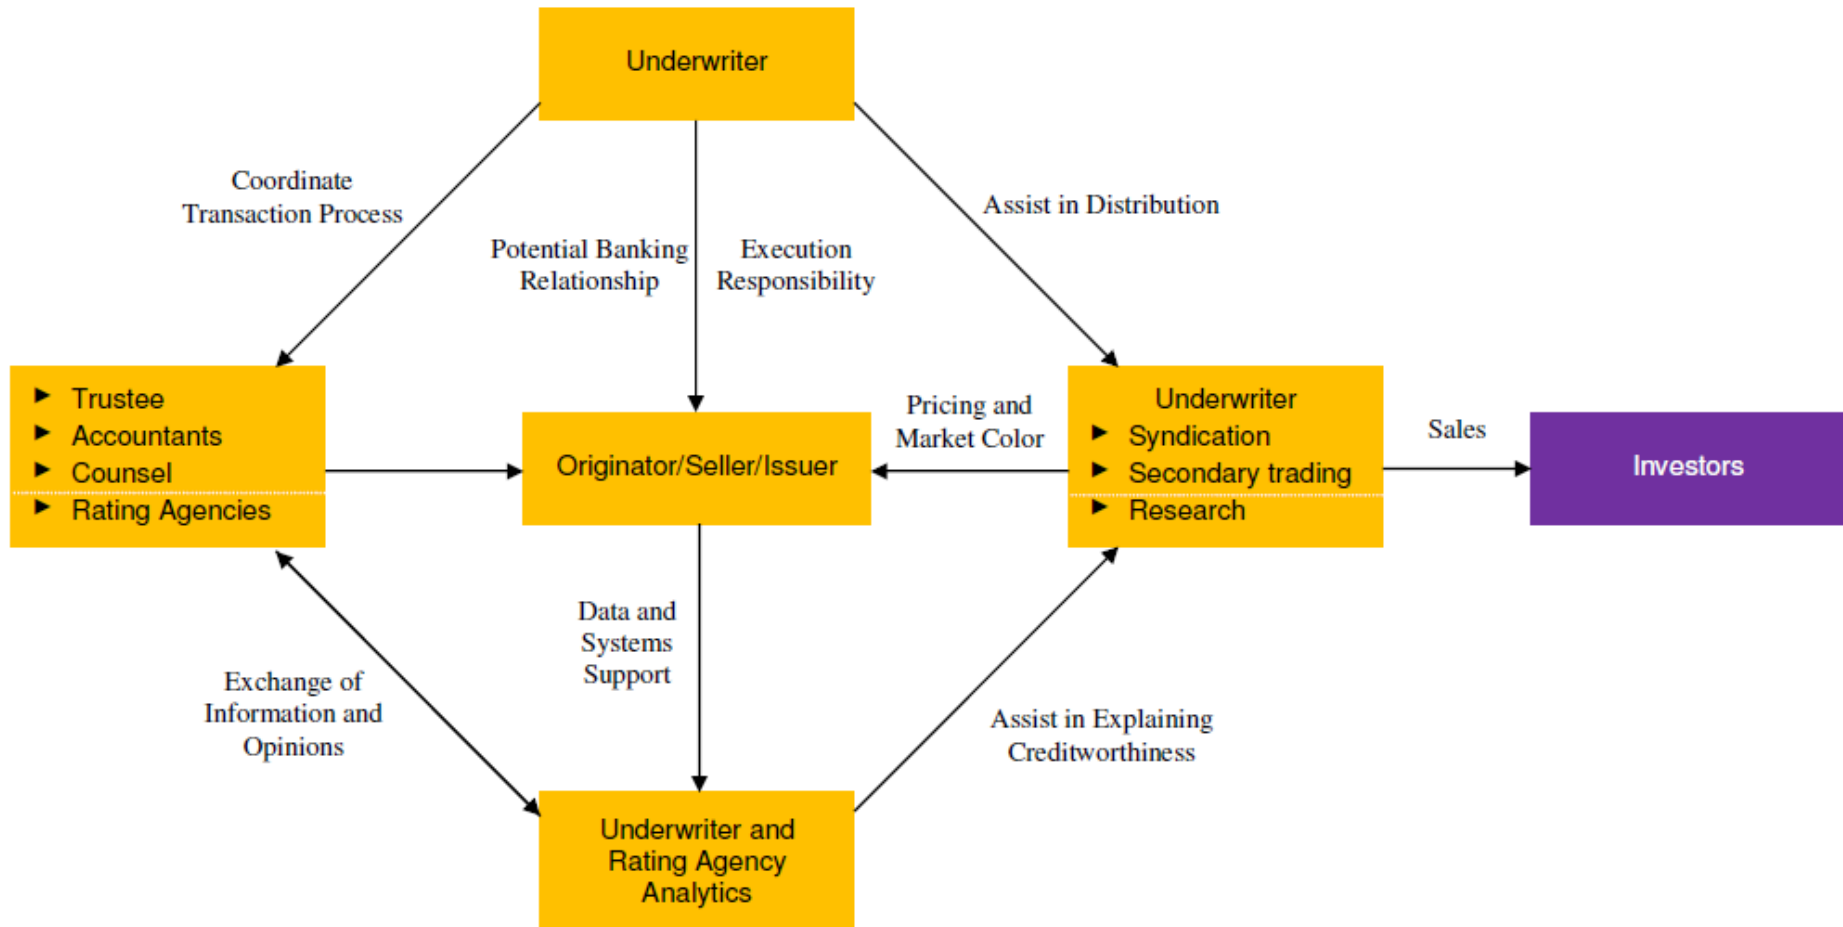 Underwriter
Coordinate
Transaction Process
Potential Banking
Relationship
Execution
Responsibility
Assist in Distribution
► Trustee
► Accountants
► Counsel
► Rating Agencies
Originator/Seller/Issuer
Pricing and
Market Color
Underwriter
► Syndication
► Secondary trading
► Research
Sales
Investors
Data and
Systems
Support
Exchange of
Information and
Opinions
Assist in Explaining
Creditworthiness
Underwriter and
Rating Agency
Analytics